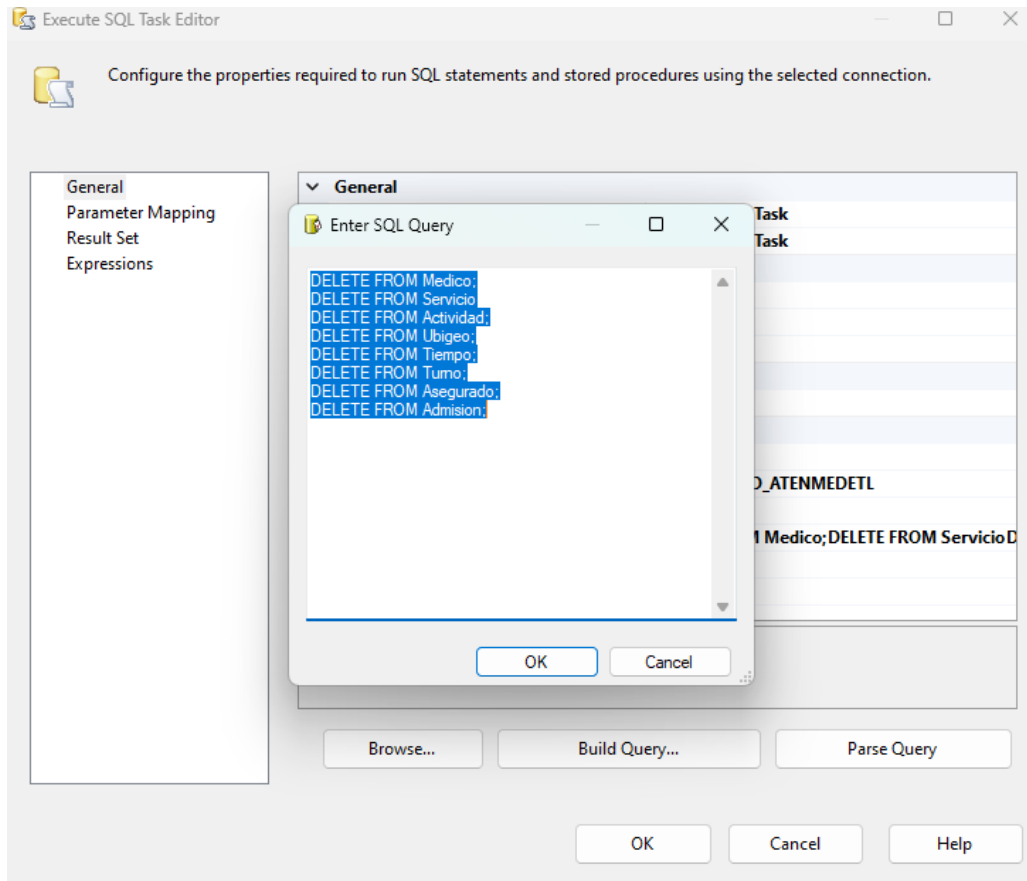 Execute SQL Task Editor
Configure the properties required to run SQL statements and stored procedures using the selected connection.
General
Parameter Mapping
Result Set
Expressions
General
Task
Task
Enter SQL Query
DELETE FROM Medico;
DELETE FROM Servicio
DELETE FROM Actividad;
DELETE FROM Ubigeo;
DELETE FROM Tiempo;
DELETE FROM Turno;
DELETE FROM Asegurado;
DELETE FROM Admision;
_ATENMEDETL
Medico;DELETE FROM ServicioD
OK
Cancel
Browse...
Build Query...
Parse Query
OK
Cancel
Help